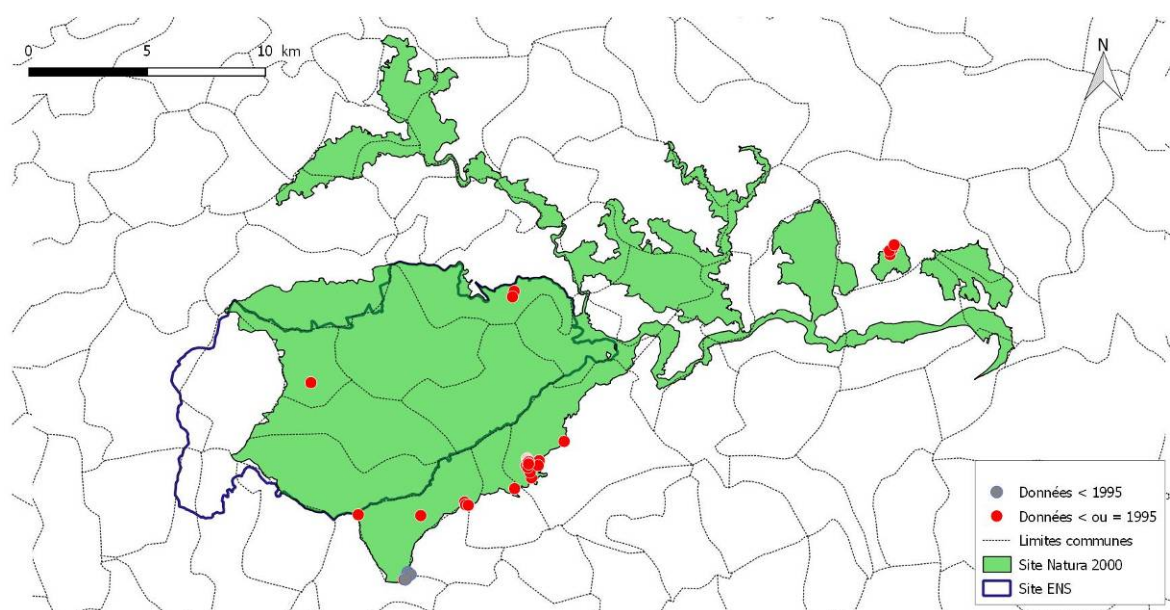 0 5 10 km
N
Données < 1995
Données < ou = 1995
Limites communes
Site Natura 2000
Site ENS